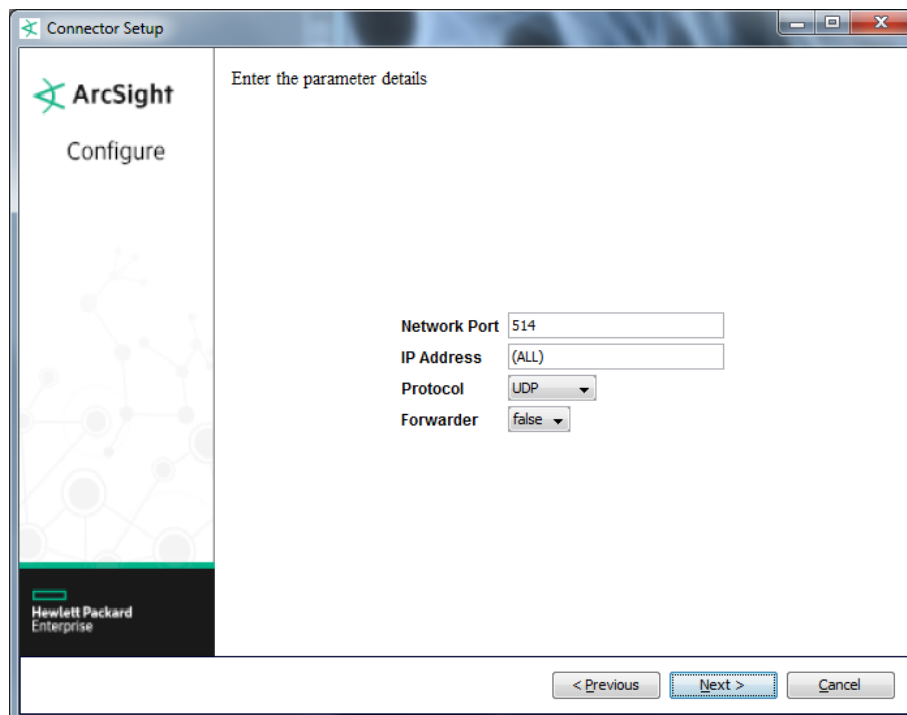 Connector Setup
ArcSight
Configure
Enter the parameter details
Network Port 514
IP Address (ALL)
Protocol UDP
Forwarder false
Hewlett Packard
Enterprise
< Previous Next > Cancel